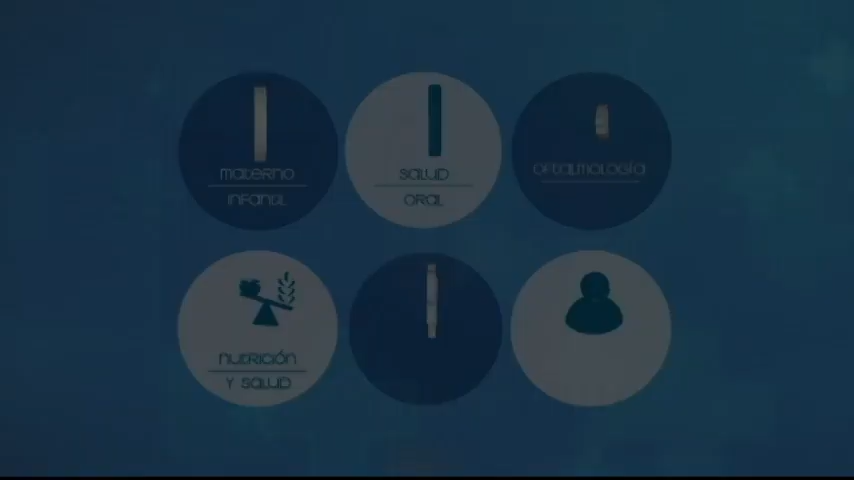 MATERNO
INFANTIL
SALUD
ORAL
OFTALMOLOGÍA
NUTRICIÓN
Y SALUD